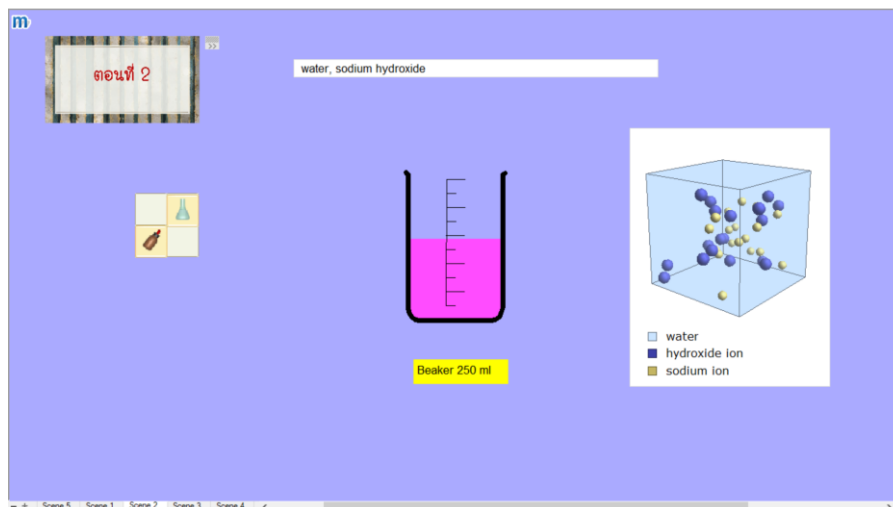 m
ตอนที่ 2
>>
water, sodium hydroxide
Beaker 250 ml
water
hydroxide ion
sodium ion
Scene 5 Scene 1 Scene 2 Scene 3 Scene 4